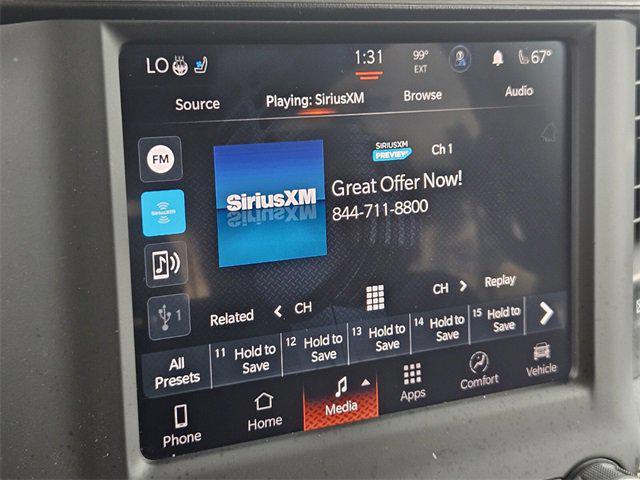 LO
1:31
99°
EXT
67°
Source
Playing: SiriusXM
Browse
Audio
FM
SiriusXM
1
SiriusXM
SIRIUSXM
PREVIEW
Ch 1
Great Offer Now!
844-711-8800
Related
CH
CH
Replay
All
Presets
11 Hold to
Save
12 Hold to
Save
13 Hold to
Save
14 Hold to
Save
15 Hold to
Save
Phone
Home
Media
Apps
Comfort
Vehicle